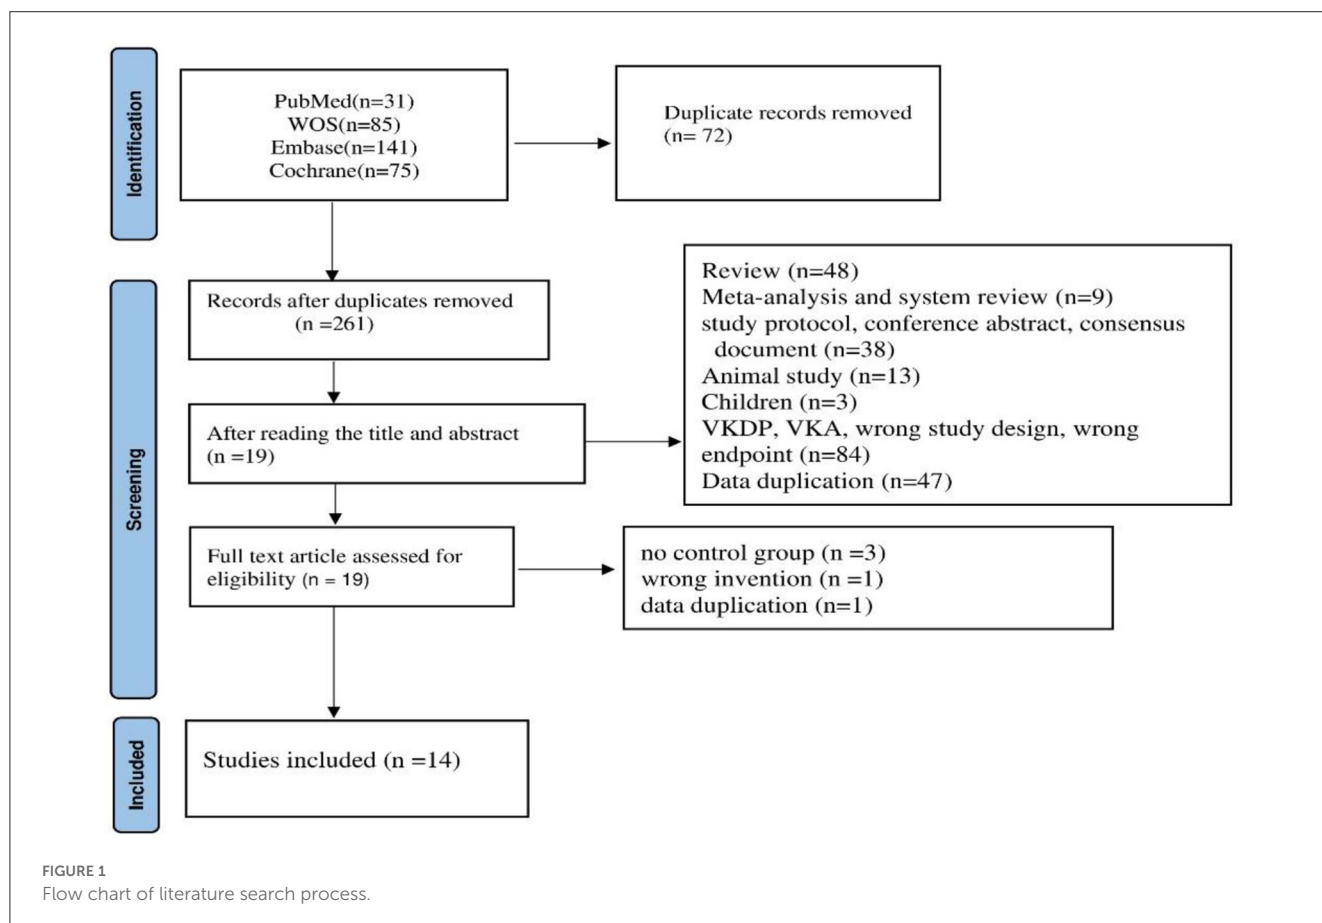 Identification
PubMed(n=31)
WOS(n=85)
Embase(n=141)
Cochrane(n=75)
Duplicate records removed
(n= 72)
Screening
Records after duplicates removed
(n =261)
Review (n=48)
Meta-analysis and system review (n=9)
study protocol, conference abstract, consensus
document (n=38)
Animal study (n=13)
Children (n=3)
VKDP, VKA, wrong study design, wrong
endpoint (n=84)
Data duplication (n=47)
After reading the title and abstract
(n =19)
Full text article assessed for
eligibility (n = 19)
no control group (n =3)
wrong invention (n =1)
data duplication (n=1)
Included
Studies included (n =14)
FIGURE 1
Flow chart of literature search process.